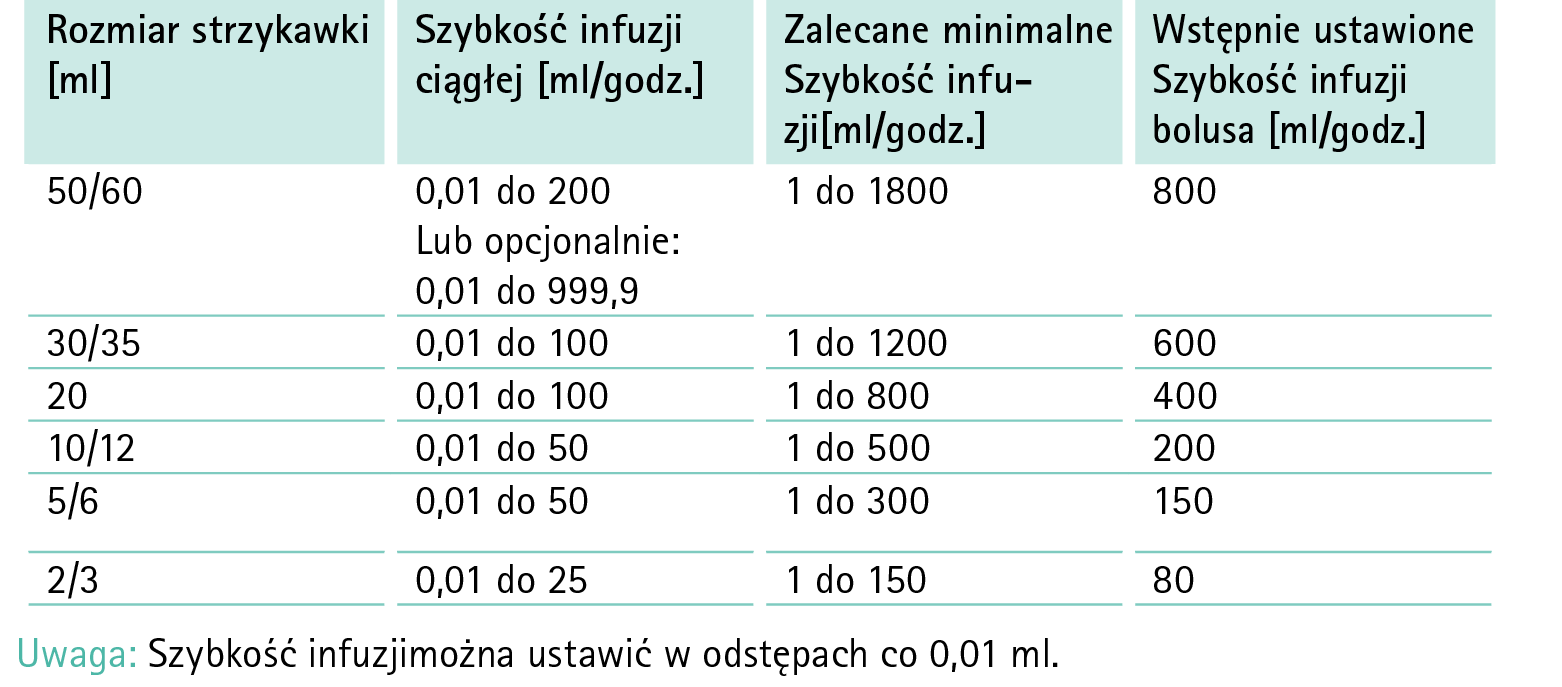 Rozmiar strzykawki [ml]
Szybkość infuzji ciągłej [ml/godz.]
Zalecane minimalne Szybkość infu-
zji[ml/godz.]
Wstępnie ustawione Szybkość infuzji bolusa [ml/godz.]
50/60 0,01 do 200 1 do 1800 800
Lub opcjonalnie:
0,01 do 999,9
30/35 0,01 do 100 1 do 1200 600
20 0,01 do 100 1 do 800 400
10/12 0,01 do 50 1 do 500 200
5/6 0,01 do 50 1 do 300 150
2/3 0,01 do 25 1 do 150 80
Uwaga: Szybkość infuzjimożna ustawić w odstępach co 0,01 ml.